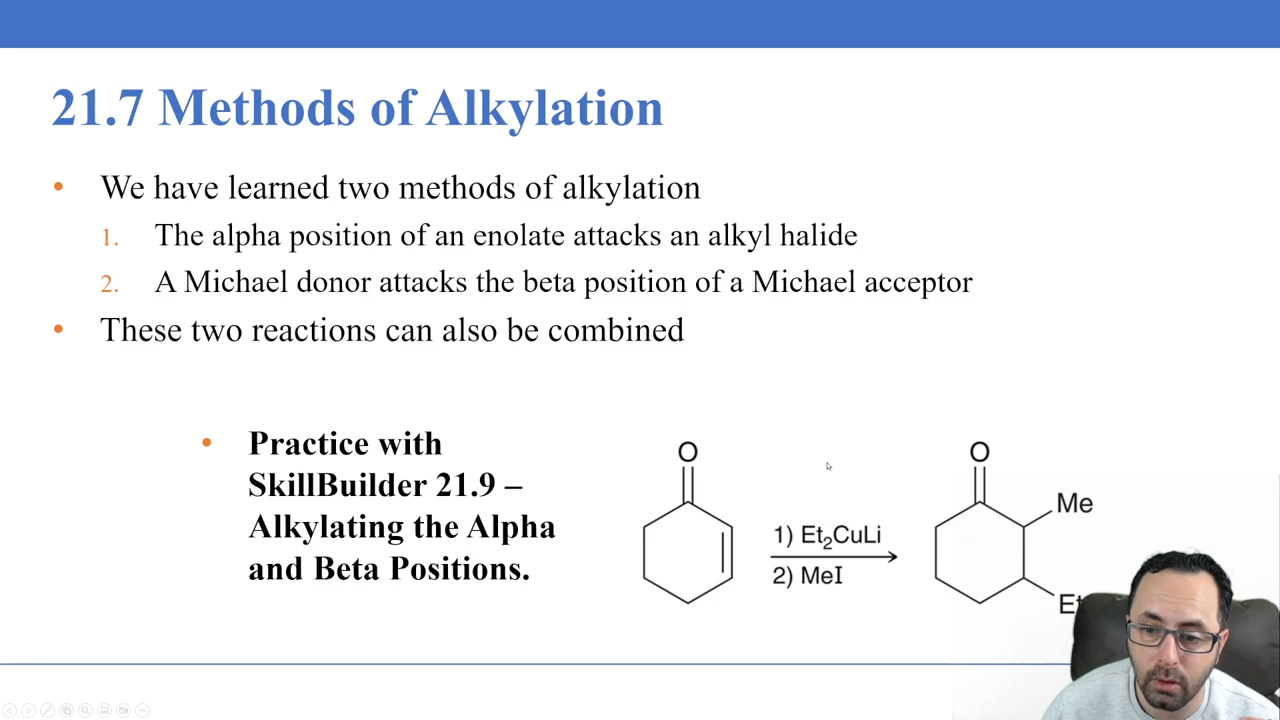 21.7 Methods of Alkylation
• We have learned two methods of alkylation
1. The alpha position of an enolate attacks an alkyl halide
2. A Michael donor attacks the beta position of a Michael acceptor
• These two reactions can also be combined
• Practice with
SkillBuilder 21.9 –
Alkylating the Alpha
and Beta Positions.
O
1) Et₂CuLi
2) MeI
O
Me
Et